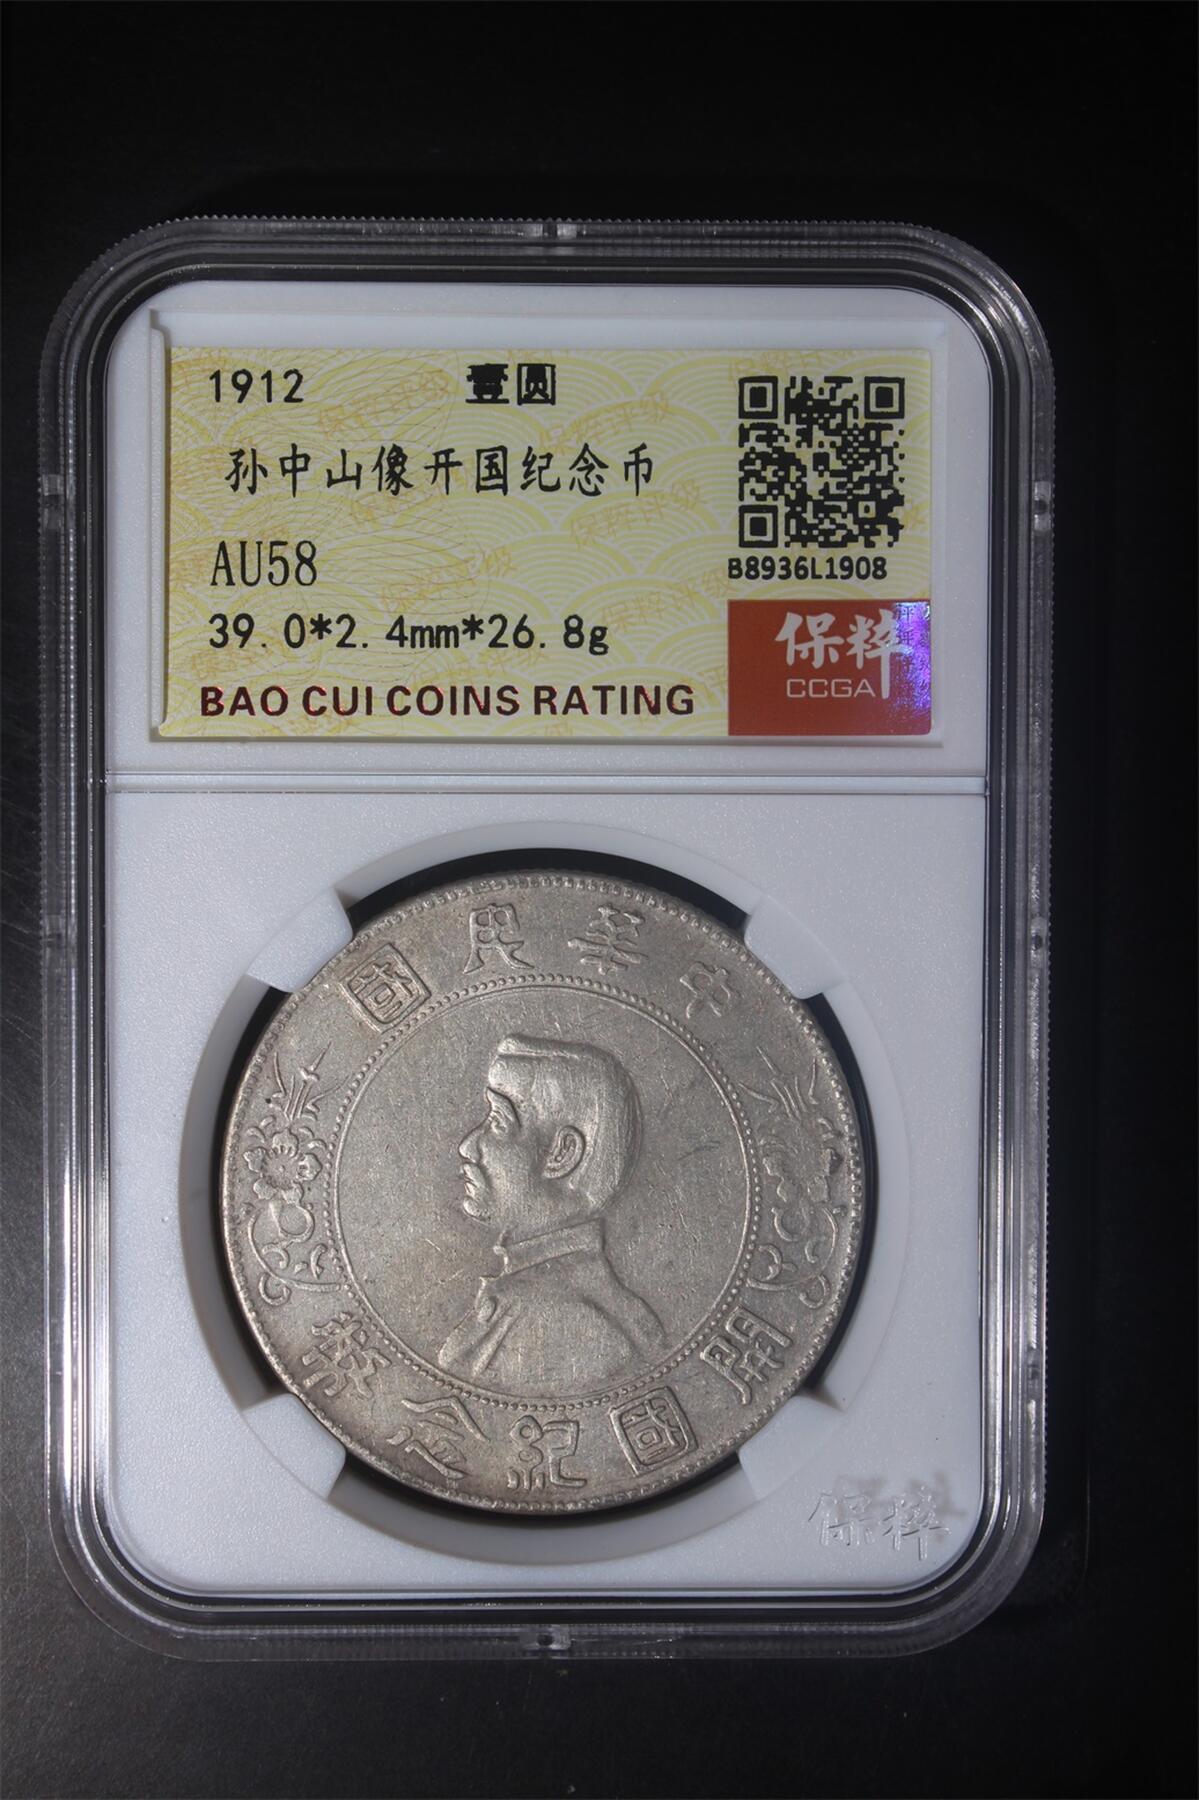 1912 壹圆
孙中山像开国纪念币
AU58
39.0*2.4mm*26.8g
BAO CUI COINS RATING
B8936L1908
保粹
CCGA
中華民國
開國紀念幣
保粹